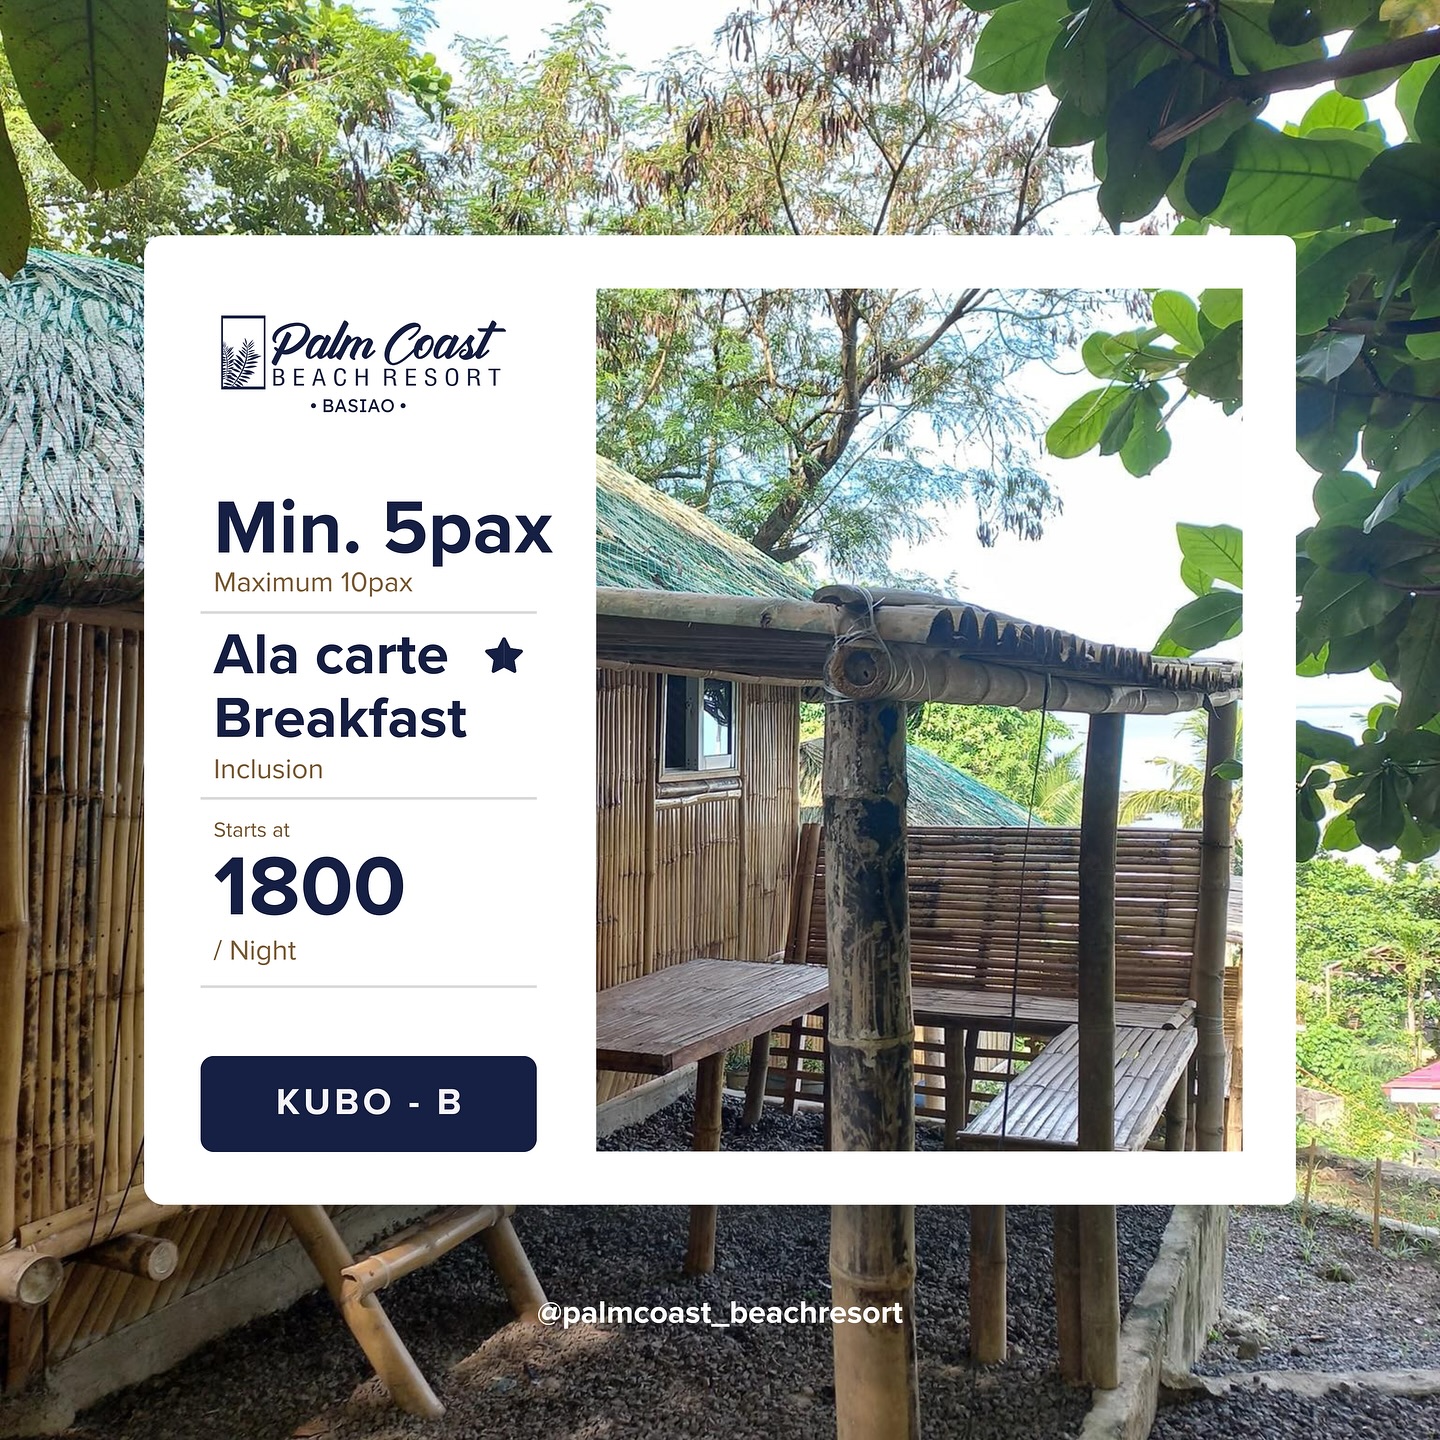 Palm Coast
BEACH RESORT
• BASIAO •
Min. 5pax
Maximum 10pax
Ala carte ★
Breakfast
Inclusion
Starts at
1800
/ Night
KUBO - B
@palmcoast_beachresort